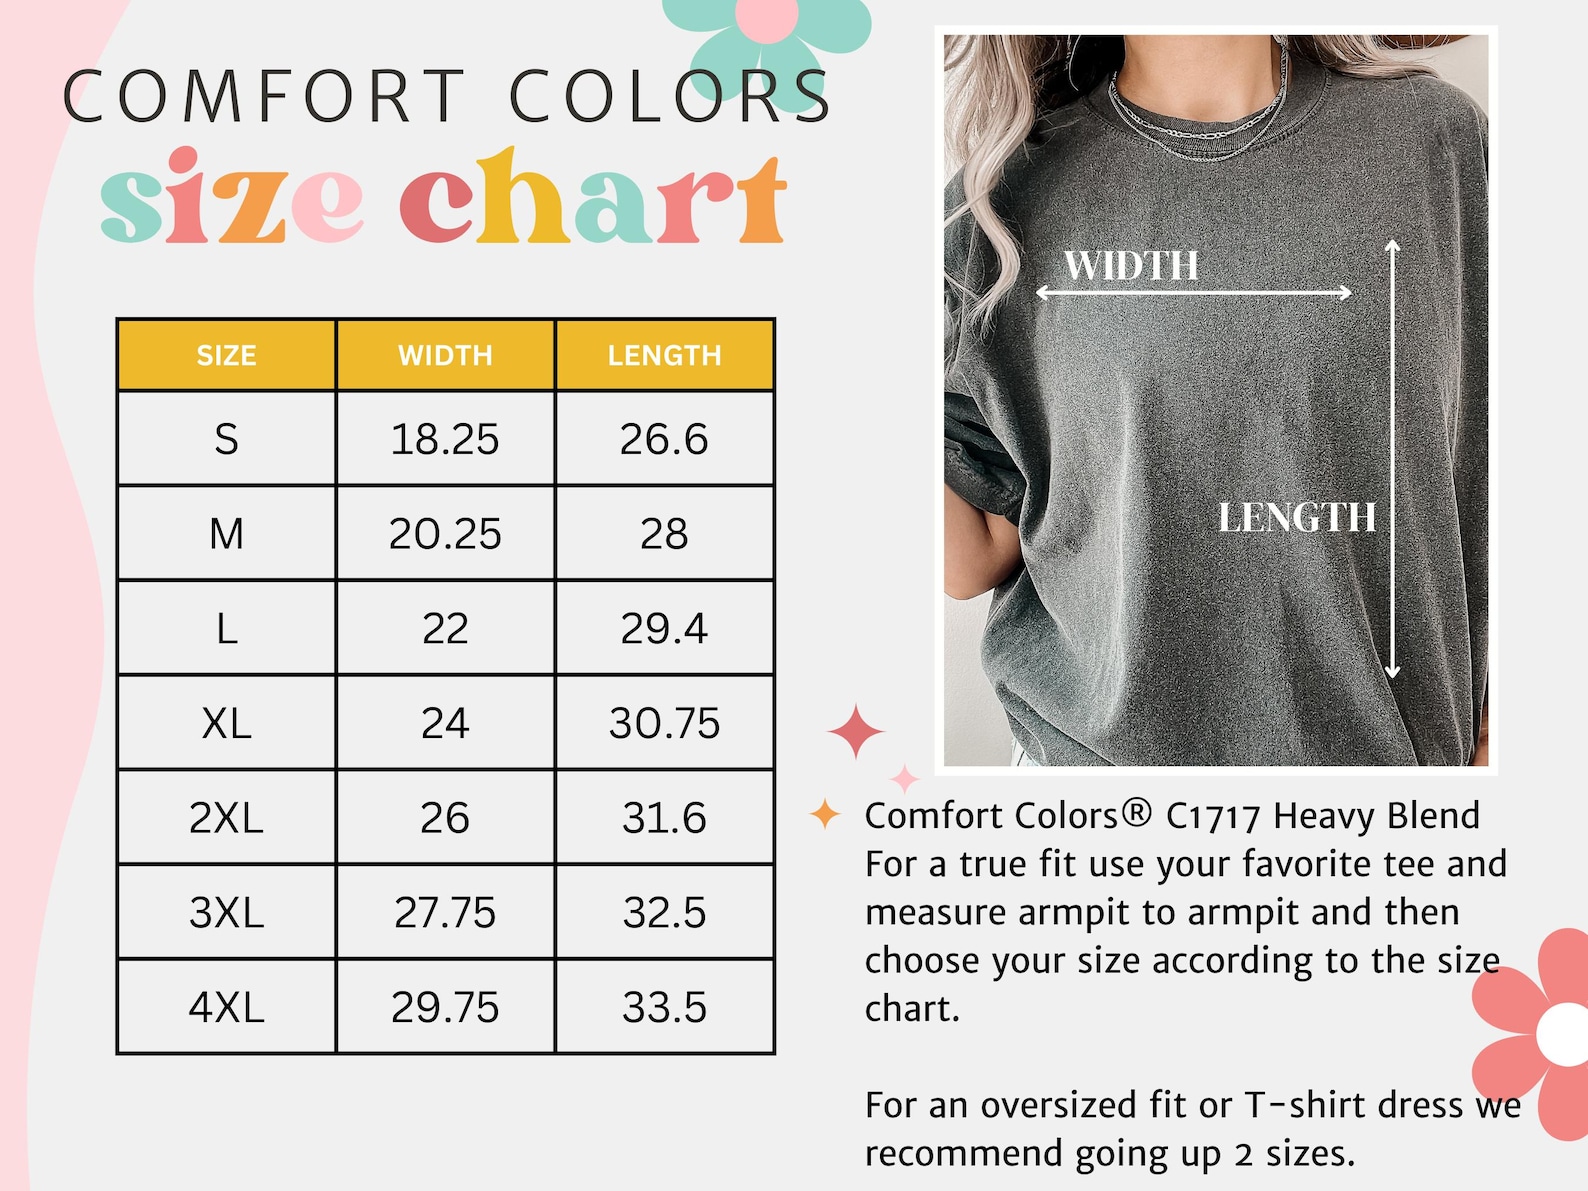 COMFORT COLORS
size chart
SIZE WIDTH LENGTH
S 18.25 26.6
M 20.25 28
L 22 29.4
XL 24 30.75
2XL 26 31.6
3XL 27.75 32.5
4XL 29.75 33.5
WIDTH
LENGTH
Comfort Colors® C1717 Heavy Blend
For a true fit use your favorite tee and
measure armpit to armpit and then
choose your size according to the size
chart.
For an oversized fit or T-shirt dress we
recommend going up 2 sizes.